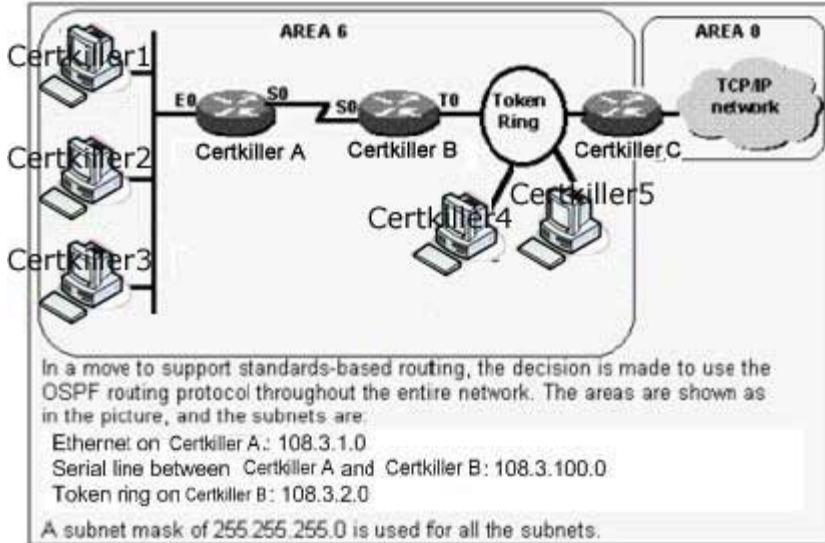 AREA 6
AREA 0
Certkiller1
Certkiller2
Certkiller3
E0
S0
S0
T0
Token
Ring
TCP/IP
network
Certkiller A
Certkiller B
Certkiller C
Certkiller4
Certkiller5
In a move to support standards-based routing, the decision is made to use the
OSPF routing protocol throughout the entire network. The areas are shown as
in the picture, and the subnets are:
Ethernet on Certkiller A.: 108.3.1.0
Serial line between Certkiller A and Certkiller B: 108.3.100.0
Token ring on Certkiller B: 108.3.2.0
A subnet mask of 255.255.255.0 is used for all the subnets.